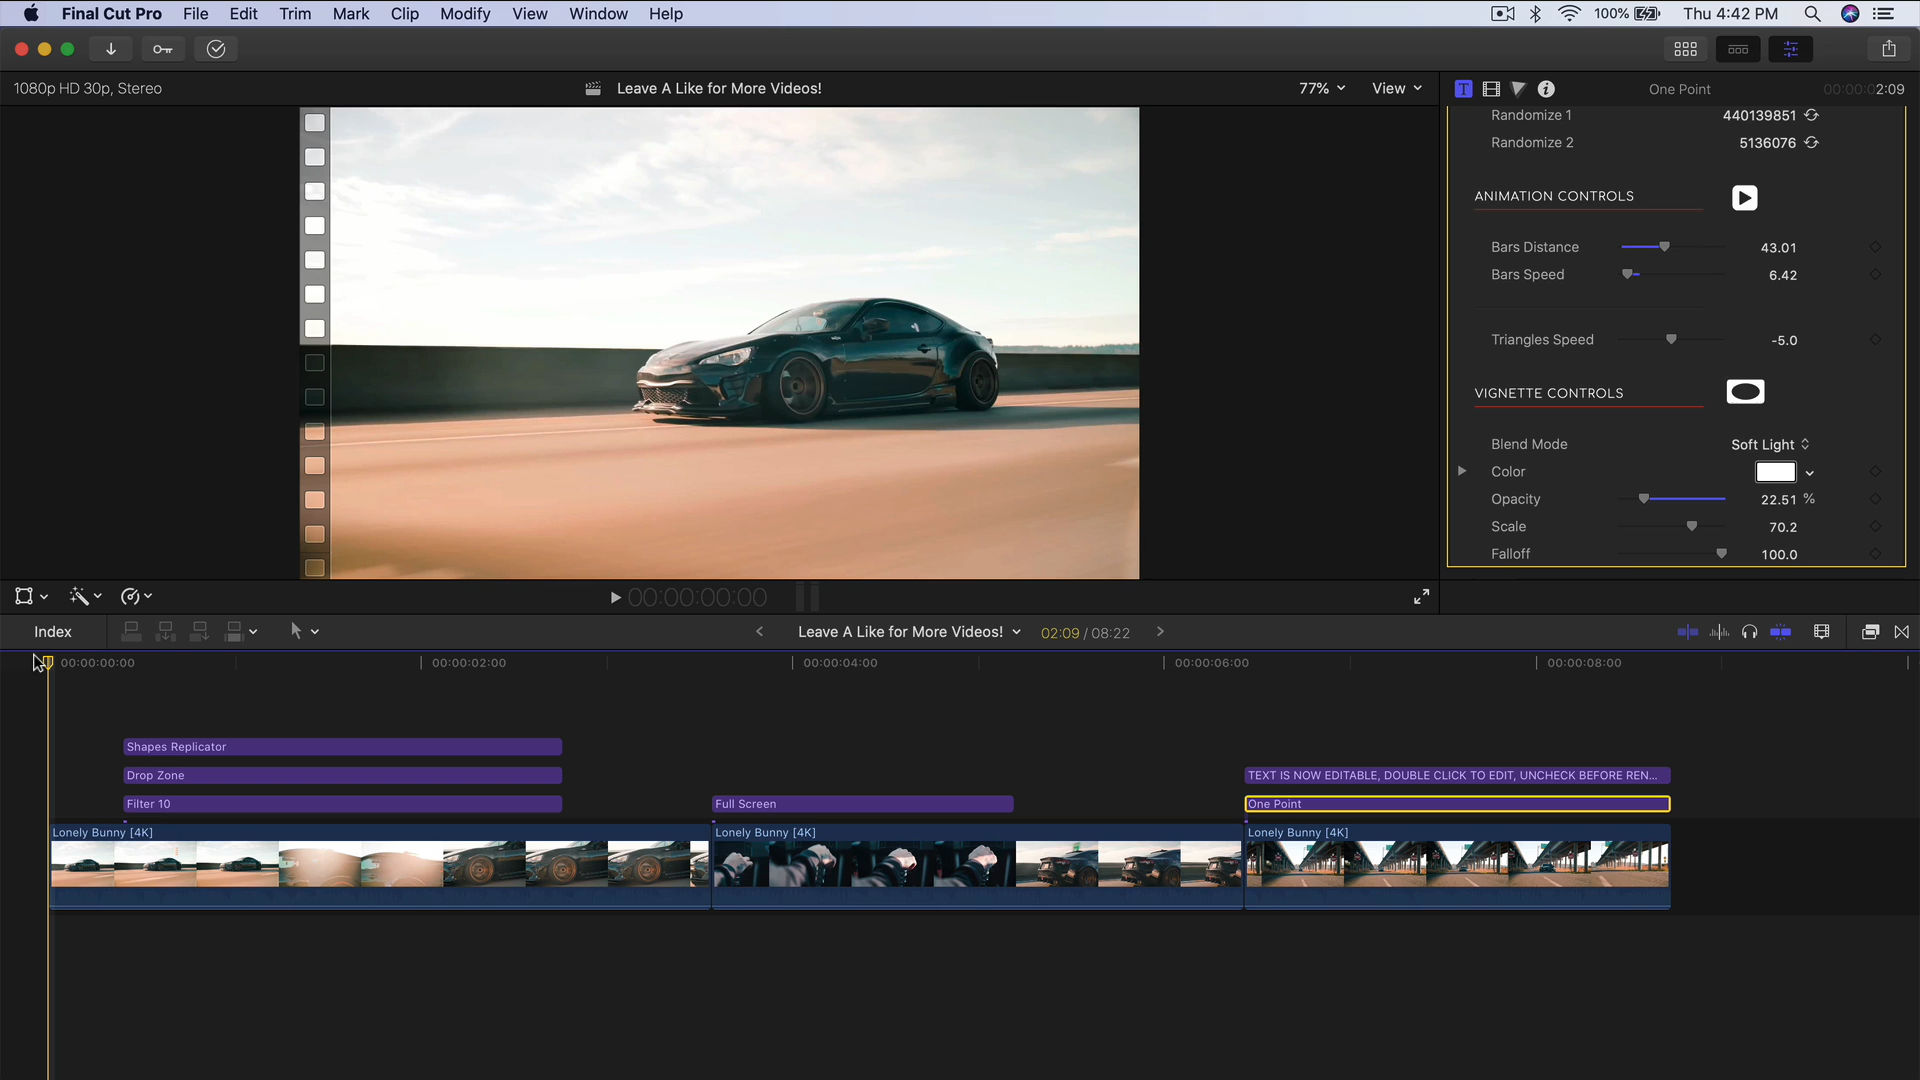 Final Cut Pro File Edit Trim Mark Clip Modify View Window Help 100% Thu 4:42 PM
1080p HD 30p, Stereo Leave A Like for More Videos! 77% View T One Point 00:00:02:09
Randomize 1 440139851
Randomize 2 5136076
ANIMATION CONTROLS
Bars Distance 43.01
Bars Speed 6.42
Triangles Speed -5.0
VIGNETTE CONTROLS
Blend Mode Soft Light
Color
Opacity 22.51 %
Scale 70.2
Falloff 100.0
00:00:00:00
Index Leave A Like for More Videos! 02:09 / 08:22
00:00:00:00 00:00:02:00 00:00:04:00 00:00:06:00 00:00:08:00
Shapes Replicator
Drop Zone TEXT IS NOW EDITABLE, DOUBLE CLICK TO EDIT, UNCHECK BEFORE REN...
Filter 10 Full Screen One Point
Lonely Bunny [4K] Lonely Bunny [4K] Lonely Bunny [4K]